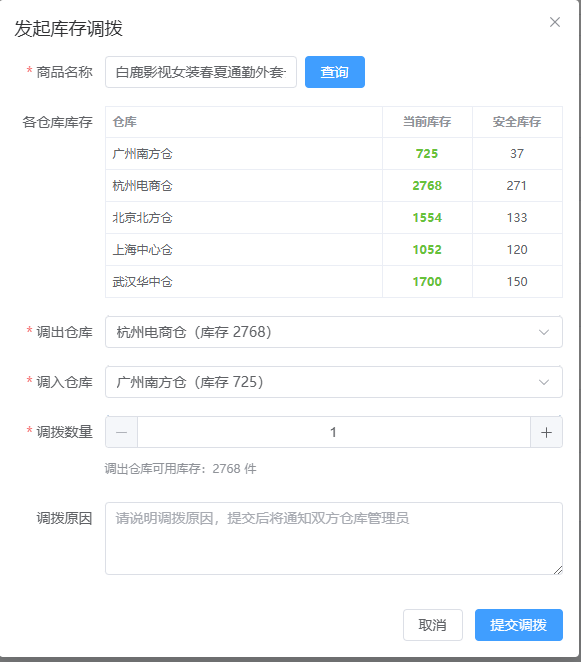 发起库存调拨
* 商品名称 白鹿影视女装春夏通勤外套 查询
各仓库库存 仓库 当前库存 安全库存
广州南方仓 725 37
杭州电商仓 2768 271
北京北方仓 1554 133
上海中心仓 1052 120
武汉华中仓 1700 150
* 调出仓库 杭州电商仓（库存 2768）
* 调入仓库 广州南方仓（库存 725）
* 调拨数量 — 1 +
调出仓库可用库存：2768 件
调拨原因 请说明调拨原因，提交后将通知双方仓库管理员
取消 提交调拨